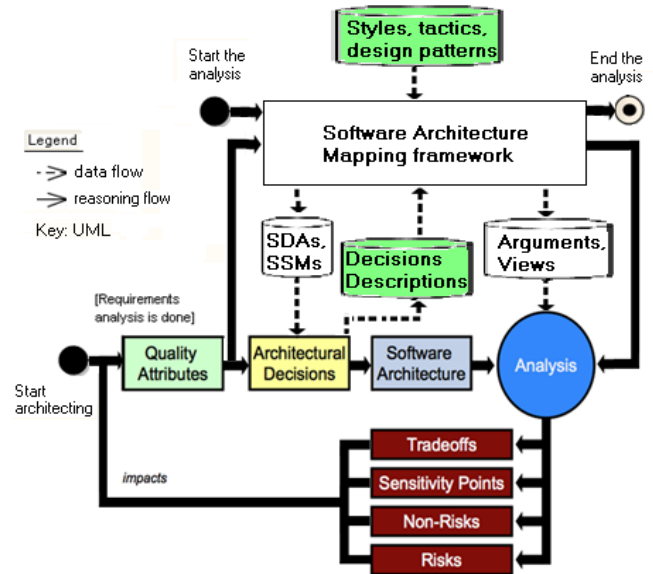 Styles, tactics,
design patterns
Start the
analysis
End the
analysis
Software Architecture
Mapping framework
Legend
data flow
reasoning flow
Key: UML
SDAs,
SSMs
Decisions
Descriptions
Arguments,
Views
[Requirements
analysis is done]
Quality
Attributes
Architectural
Decisions
Software
Architecture
Analysis
Start
architecting
impacts
Tradeoffs
Sensitivity Points
Non-Risks
Risks